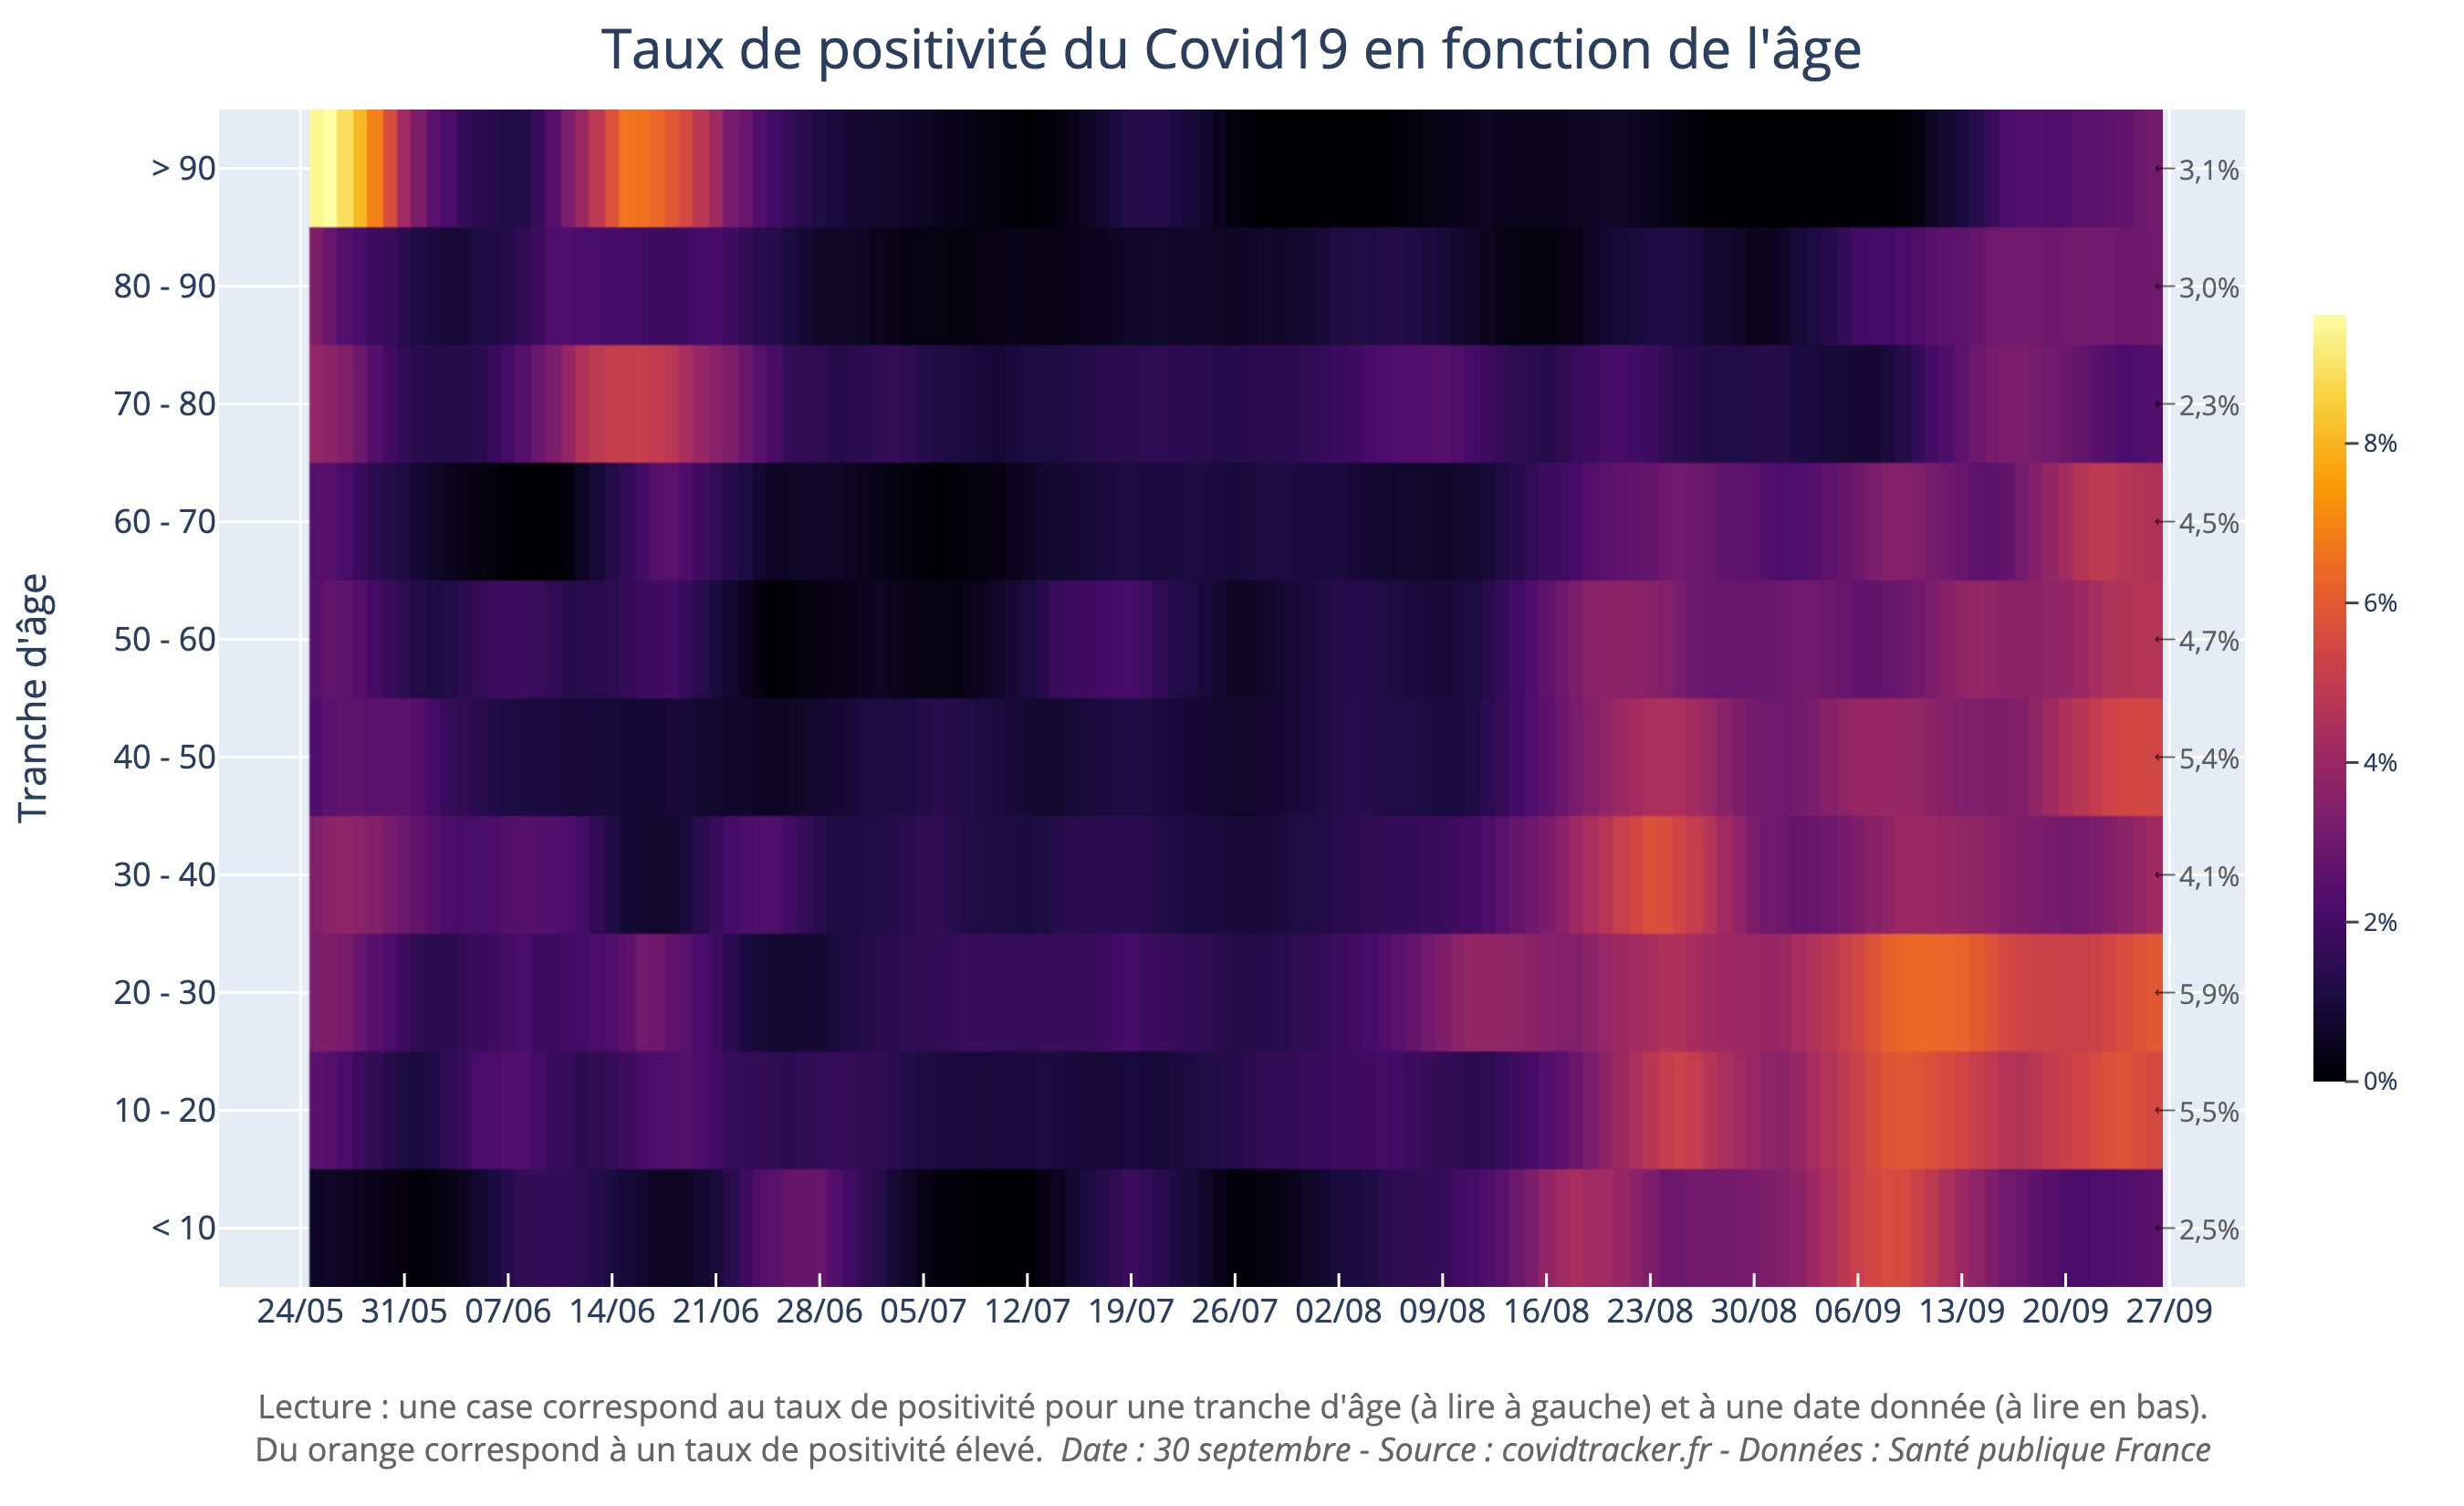 Taux de positivité du Covid19 en fonction de l'âge
Tranche d'âge
> 90
3,1%
80 - 90
3,0%
70 - 80
2,3%
60 - 70
4,5%
50 - 60
4,7%
40 - 50
5,4%
30 - 40
4,1%
20 - 30
5,9%
10 - 20
5,5%
< 10
2,5%
8%
6%
4%
2%
0%
24/05 31/05 07/06 14/06 21/06 28/06 05/07 12/07 19/07 26/07 02/08 09/08 16/08 23/08 30/08 06/09 13/09 20/09 27/09
Lecture : une case correspond au taux de positivité pour une tranche d'âge (à lire à gauche) et à une date donnée (à lire en bas).
Du orange correspond à un taux de positivité élevé. Date : 30 septembre - Source : covidtracker.fr - Données : Santé publique France